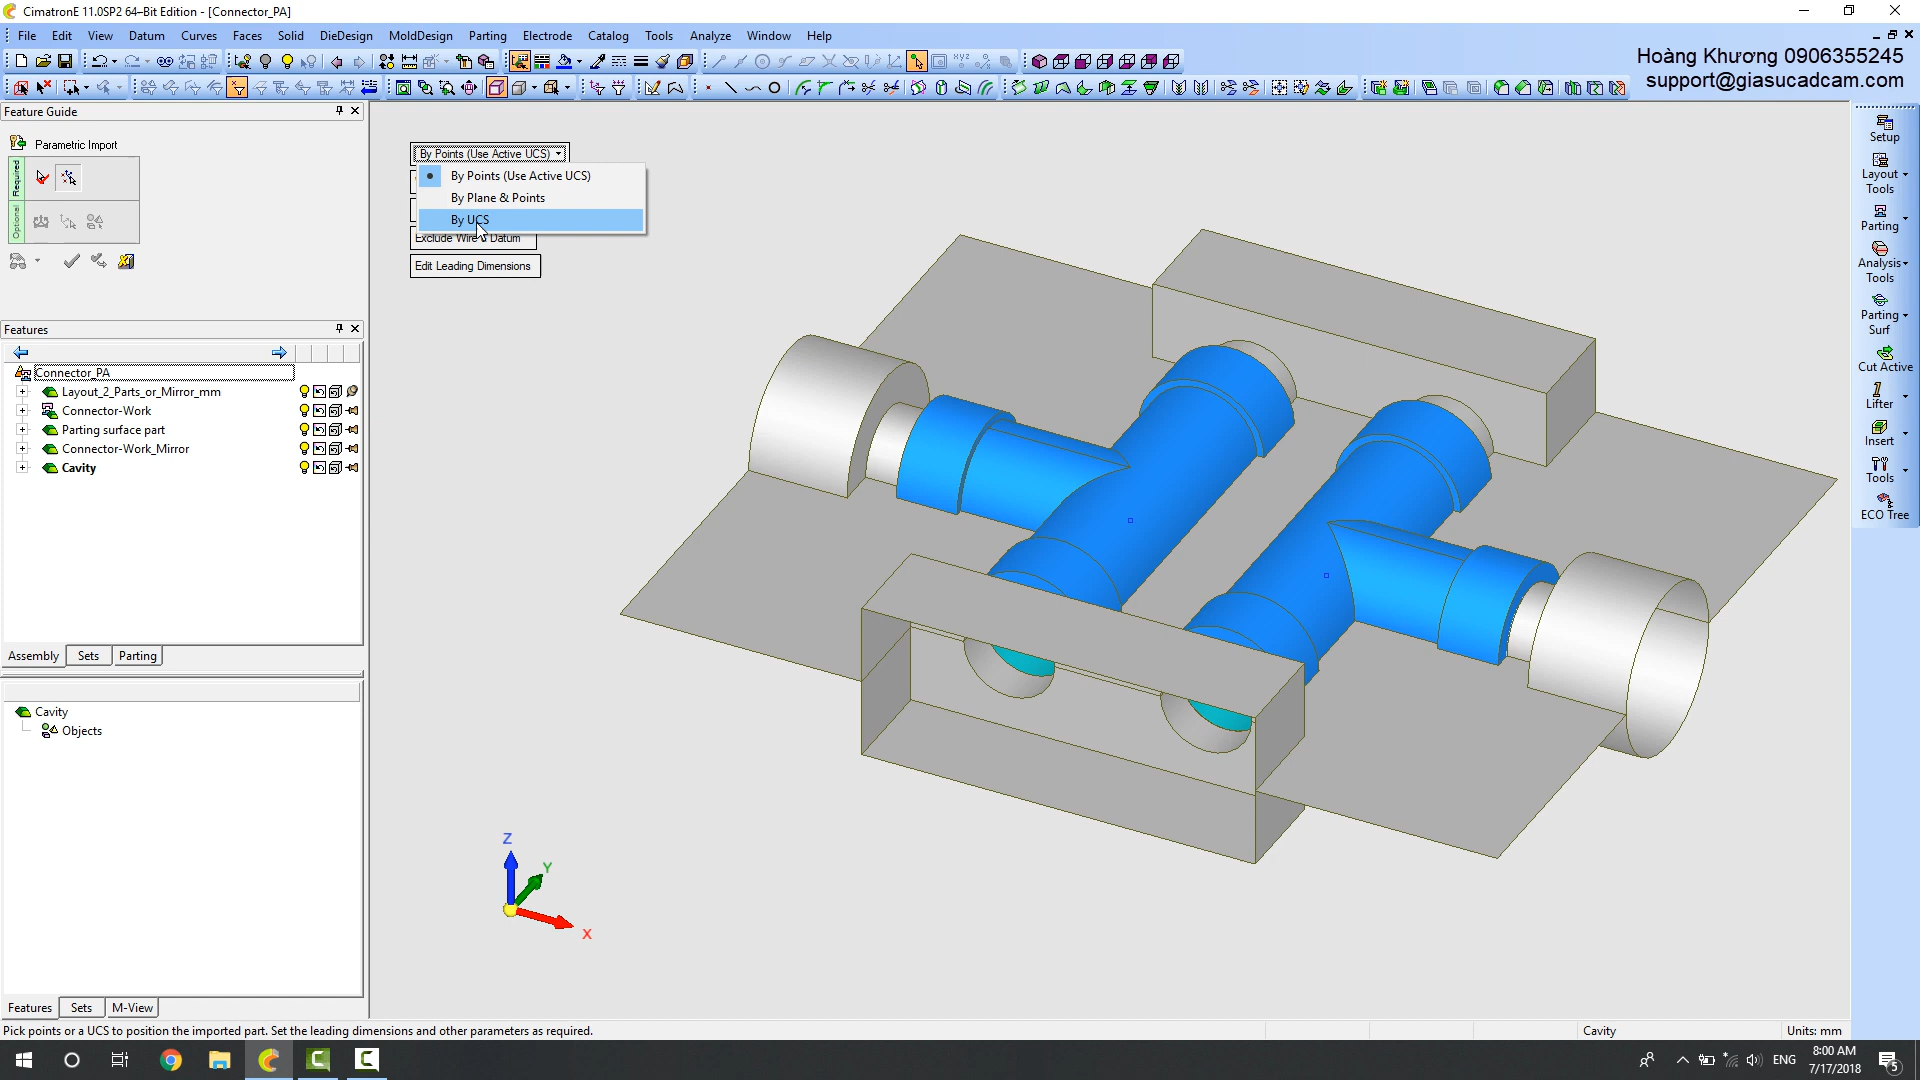 CimatronE 11.0SP2 64–Bit Edition - [Connector_PA]
File Edit View Datum Curves Faces Solid DieDesign MoldDesign Parting Electrode Catalog Tools Analyze Window Help
Hoàng Khương 0906355245
support@giasucadcam.com
Feature Guide
Parametric Import
Required
Optional
Features
Connector_PA
Layout_2_Parts_or_Mirror_mm
Connector-Work
Parting surface part
Connector-Work_Mirror
Cavity
Assembly Sets Parting
Cavity
Objects
Features Sets M-View
By Points (Use Active UCS)
By Points (Use Active UCS)
By Plane & Points
By UCS
Exclude Wire & Datum
Edit Leading Dimensions
Z
Y
X
Setup
Layout
Tools
Parting
Analysis
Tools
Parting
Surf
Cut Active
Lifter
Insert
Tools
ECO Tree
Pick points or a UCS to position the imported part. Set the leading dimensions and other parameters as required.
Cavity
Units: mm
ENG
8:00 AM
7/17/2018
5